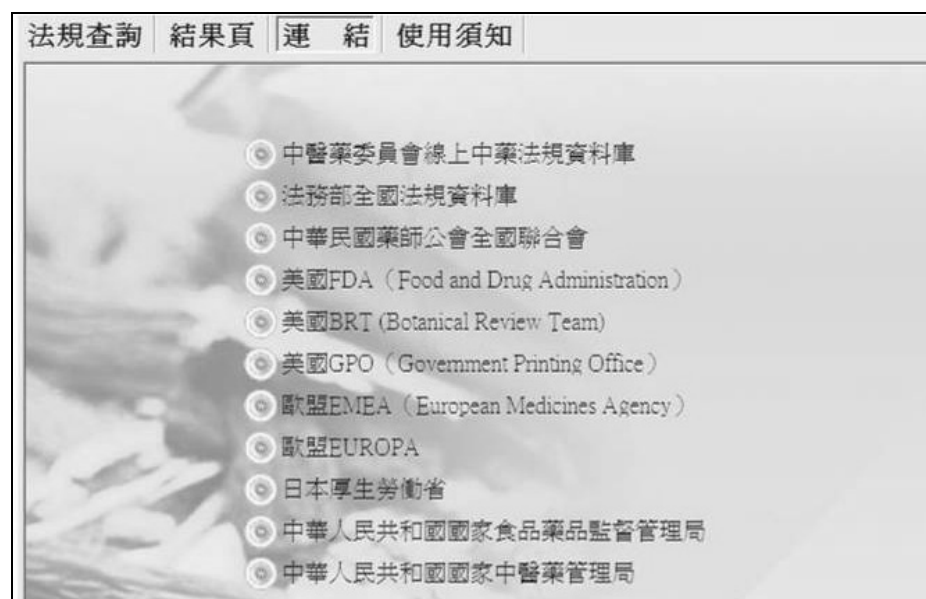 法規查詢 結果頁 連 結 使用須知
中醫藥委員會線上中藥法規資料庫
法務部全國法規資料庫
中華民國藥師公會全國聯合會
美國FDA（Food and Drug Administration）
美國BRT (Botanical Review Team)
美國GPO（Government Printing Office）
歐盟EMEA（European Medicines Agency）
歐盟EUROPA
日本厚生勞働省
中華人民共和國國家食品藥品監督管理局
中華人民共和國國家中醫藥管理局